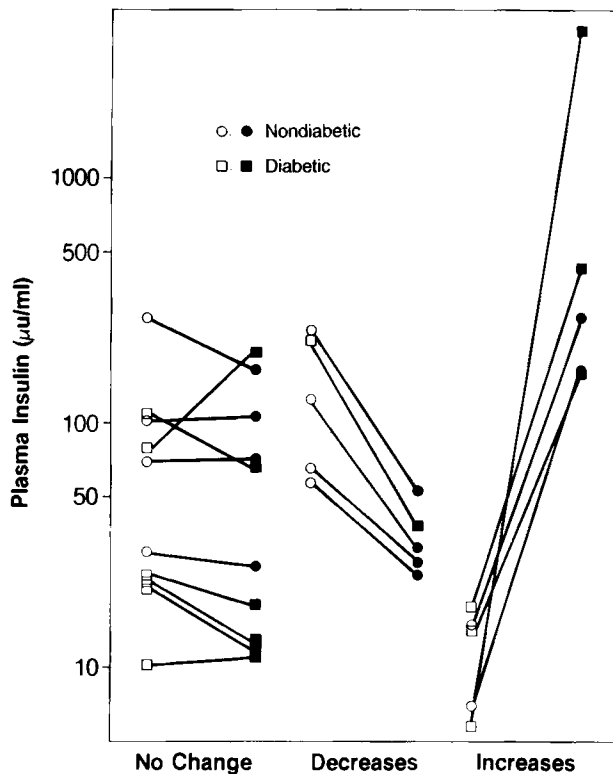 Nondiabetic
Diabetic
1000
500
100
50
10
Plasma Insulin (μu/ml)
No Change Decreases Increases